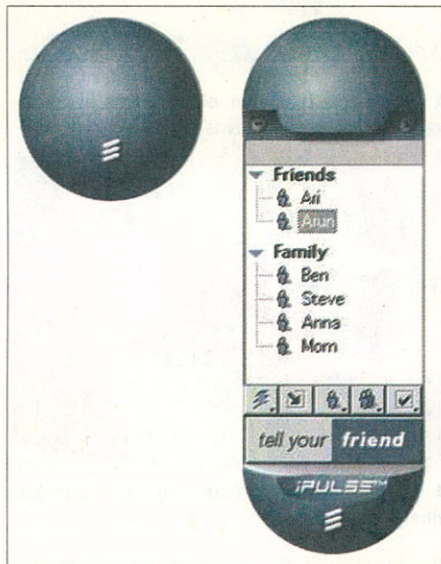 Friends
Ari
Arun
Family
Ben
Steve
Anna
Mom
tell your friend
iPULSE™